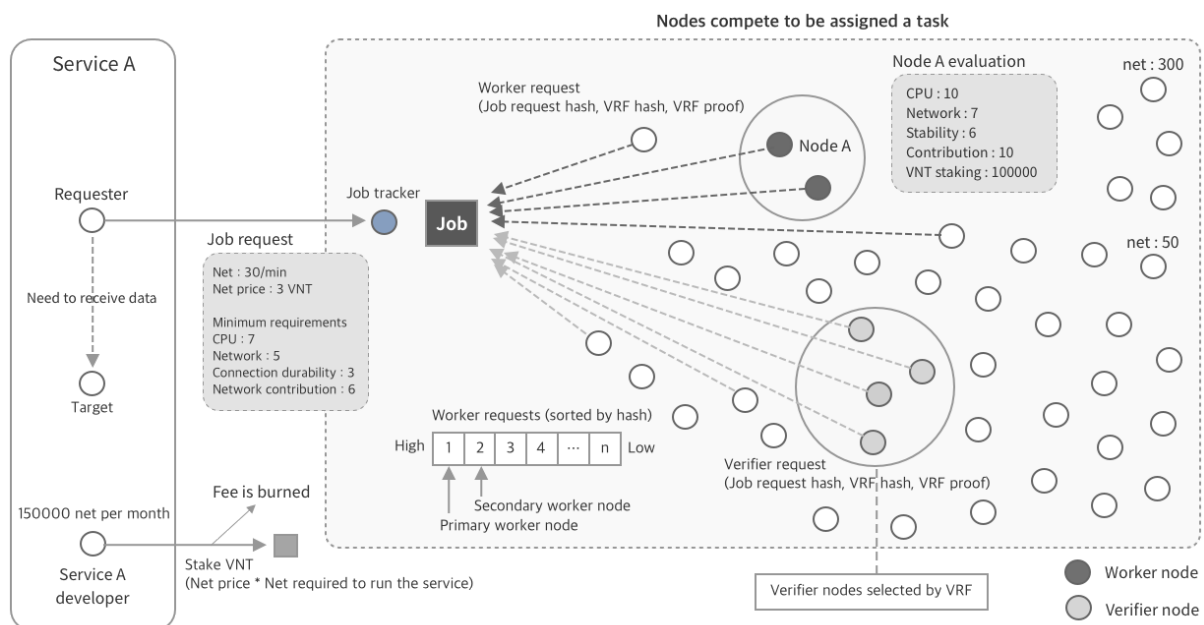 Nodes compete to be assigned a task
Service A
Node A evaluation
net : 300
Worker request
(Job request hash, VRF hash, VRF proof)
CPU : 10
Network : 7
Stability : 6
Contribution : 10
VNT staking : 100000
Node A
Requester
Job tracker
Job
Job request
net : 50
Net : 30/min
Net price : 3 VNT
Need to receive data
Minimum requirements
CPU : 7
Network : 5
Connection durability : 3
Network contribution : 6
Target
Worker requests (sorted by hash)
High 1 2 3 4 ... n Low
Verifier request
(Job request hash, VRF hash, VRF proof)
Secondary worker node
Primary worker node
Fee is burned
150000 net per month
Stake VNT
(Net price * Net required to run the service)
Service A
developer
Verifier nodes selected by VRF
Worker node
Verifier node